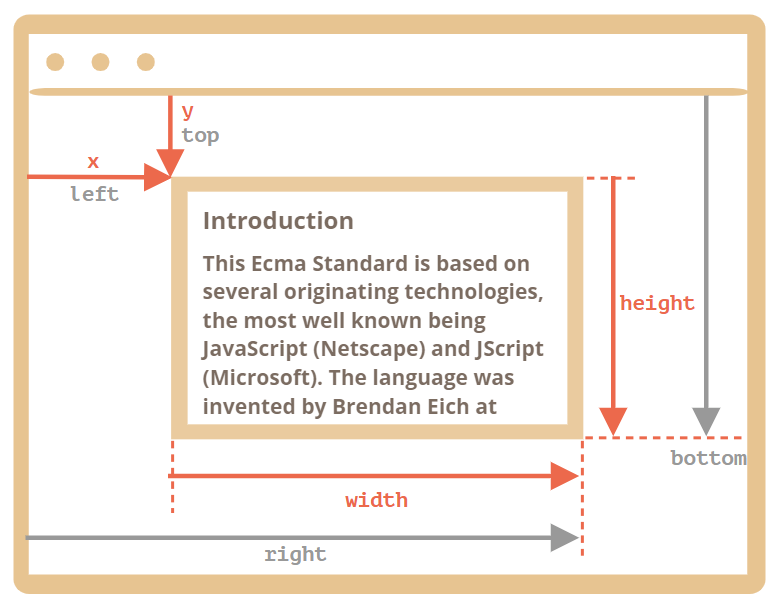 y
top
x
left
Introduction
This Ecma Standard is based on
several originating technologies,
the most well known being
JavaScript (Netscape) and JScript
(Microsoft). The language was
invented by Brendan Eich at
height
bottom
width
right